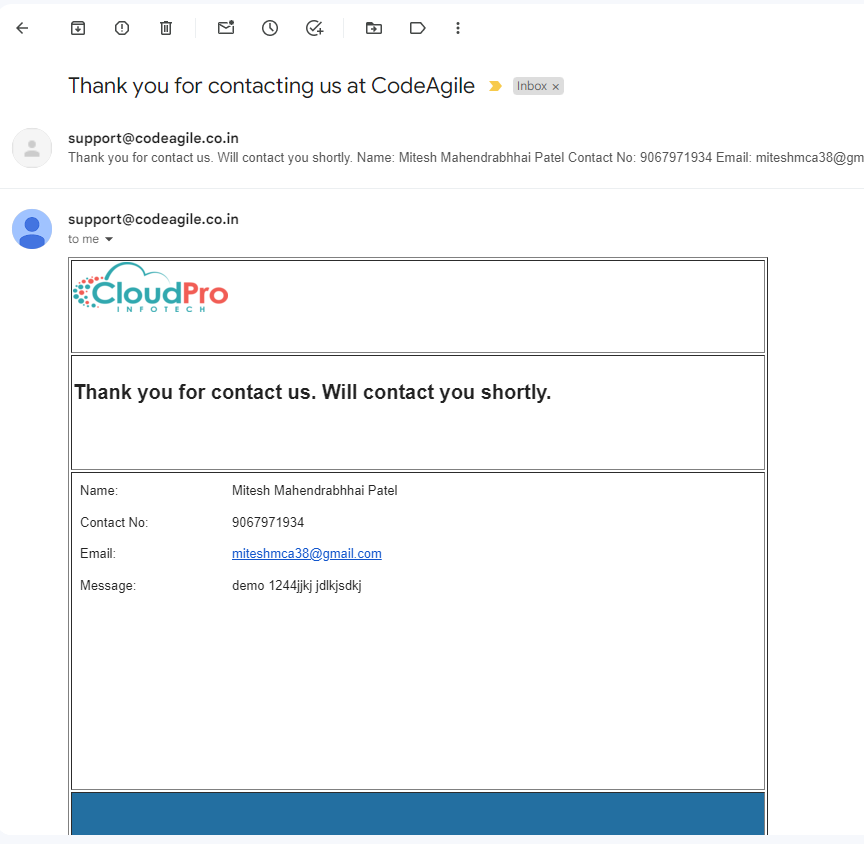 Thank you for contacting us at CodeAgile
Inbox ×
support@codeagile.co.in
Thank you for contact us. Will contact you shortly. Name: Mitesh Mahendrabhhai Patel Contact No: 9067971934 Email: miteshmca38@gm
support@codeagile.co.in
to me
CloudPro
INFOTECH
Thank you for contact us. Will contact you shortly.
Name: Mitesh Mahendrabhhai Patel
Contact No: 9067971934
Email: miteshmca38@gmail.com
Message: demo 1244jjkj jdlkjsdkj